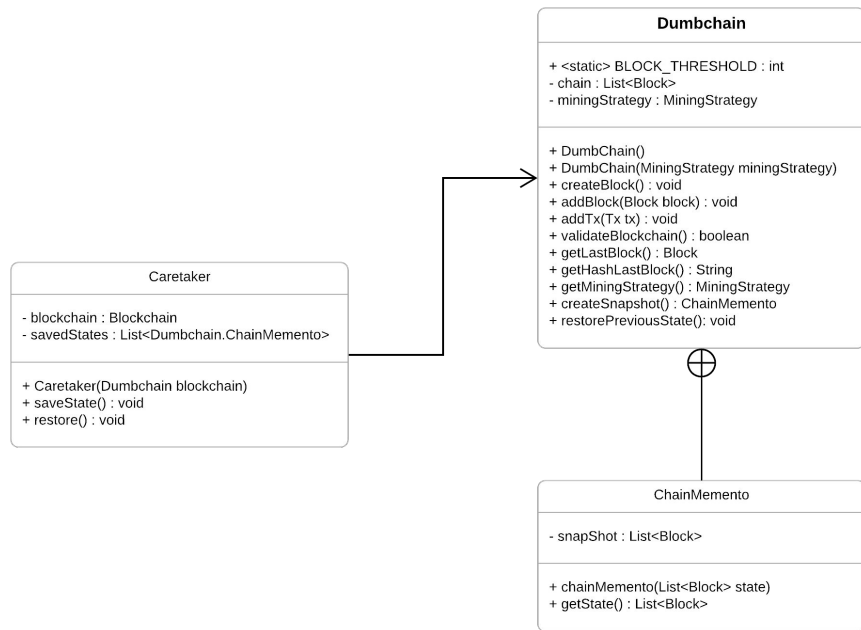 Dumbchain
+ <static> BLOCK_THRESHOLD : int
- chain : List<Block>
- miningStrategy : MiningStrategy
+ DumbChain()
+ DumbChain(MiningStrategy miningStrategy)
+ createBlock() : void
+ addBlock(Block block) : void
+ addTx(Tx tx) : void
+ validateBlockchain() : boolean
+ getLastBlock() : Block
+ getHashLastBlock() : String
+ getMiningStrategy() : MiningStrategy
+ createSnapshot() : ChainMemento
+ restorePreviousState(): void
Caretaker
- blockchain : Blockchain
- savedStates : List<Dumbchain.ChainMemento>
+ Caretaker(Dumbchain blockchain)
+ saveState() : void
+ restore() : void
ChainMemento
- snapShot : List<Block>
+ chainMemento(List<Block> state)
+ getState() : List<Block>